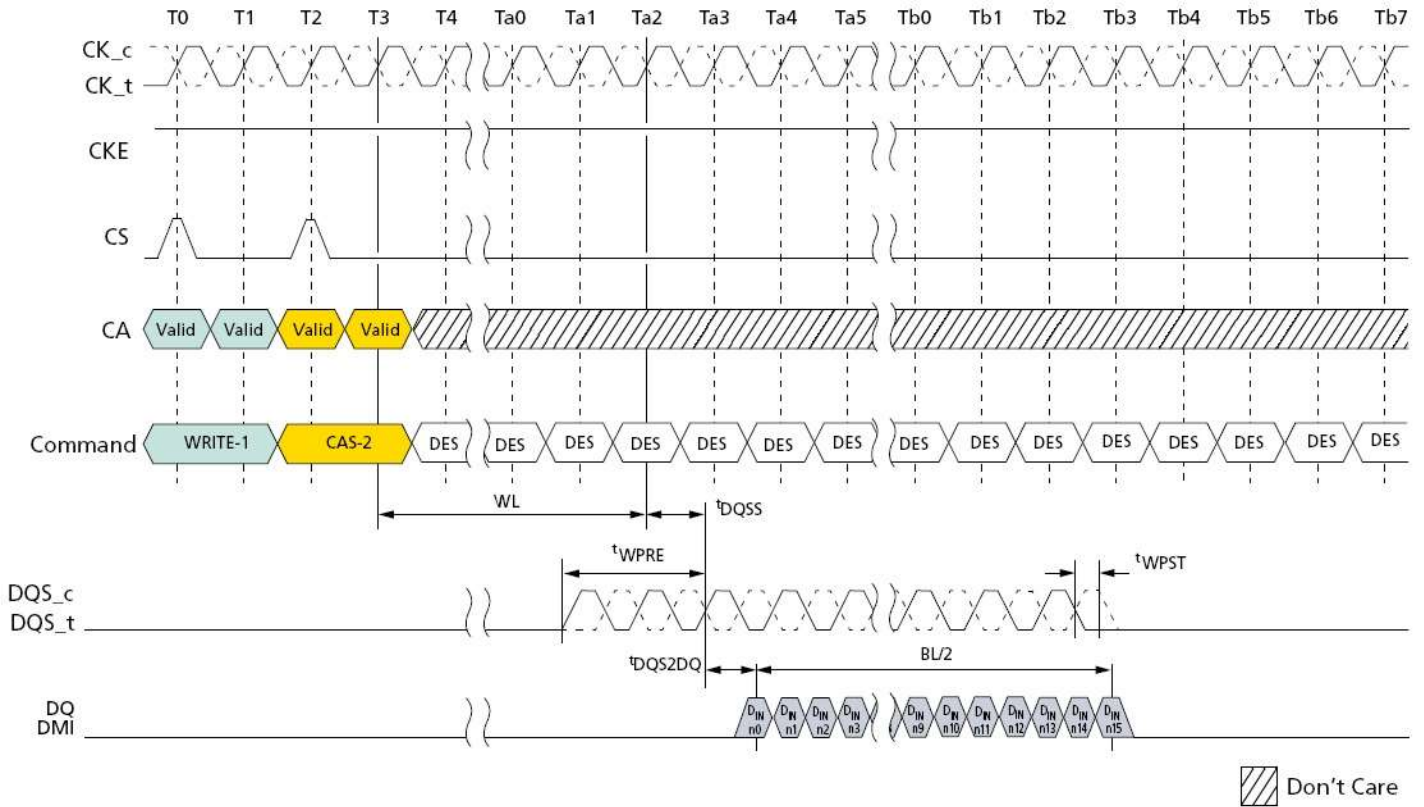 T0 T1 T2 T3 T4 Ta0 Ta1 Ta2 Ta3 Ta4 Ta5 Tb0 Tb1 Tb2 Tb3 Tb4 Tb5 Tb6 Tb7
CK_c
CK_t
CKE
CS
CA Valid Valid Valid Valid
Command WRITE-1 CAS-2 DES DES DES DES DES DES DES DES DES DES DES DES DES DES DES
WL tDQSS
tWPRE tWPST
DQS_c
DQS_t
tDQS2DQ BL/2
DQ DIN DIN DIN DIN DIN DIN DIN DIN DIN DIN DIN
DMI n0 n1 n2 n3 n9 n10 n11 n12 n13 n14 n15
Don't Care